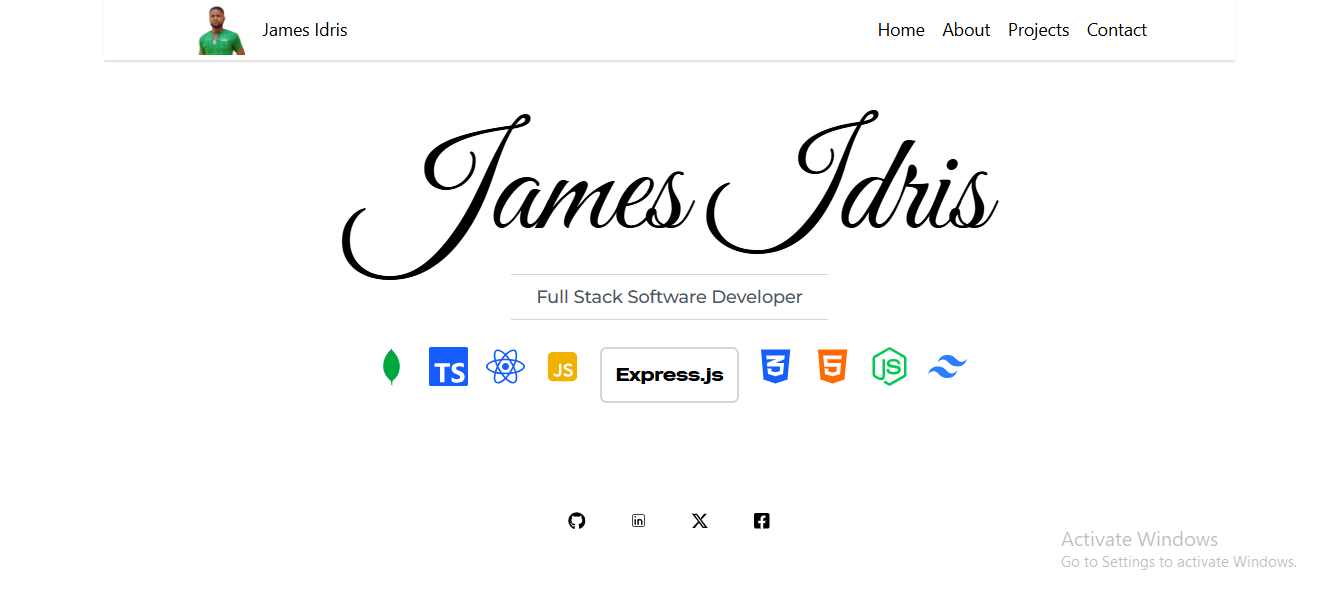 James Idris Home About Projects Contact
James Idris
Full Stack Software Developer
TS JS Express.js 3 5 JS
in X
Activate Windows
Go to Settings to activate Windows.